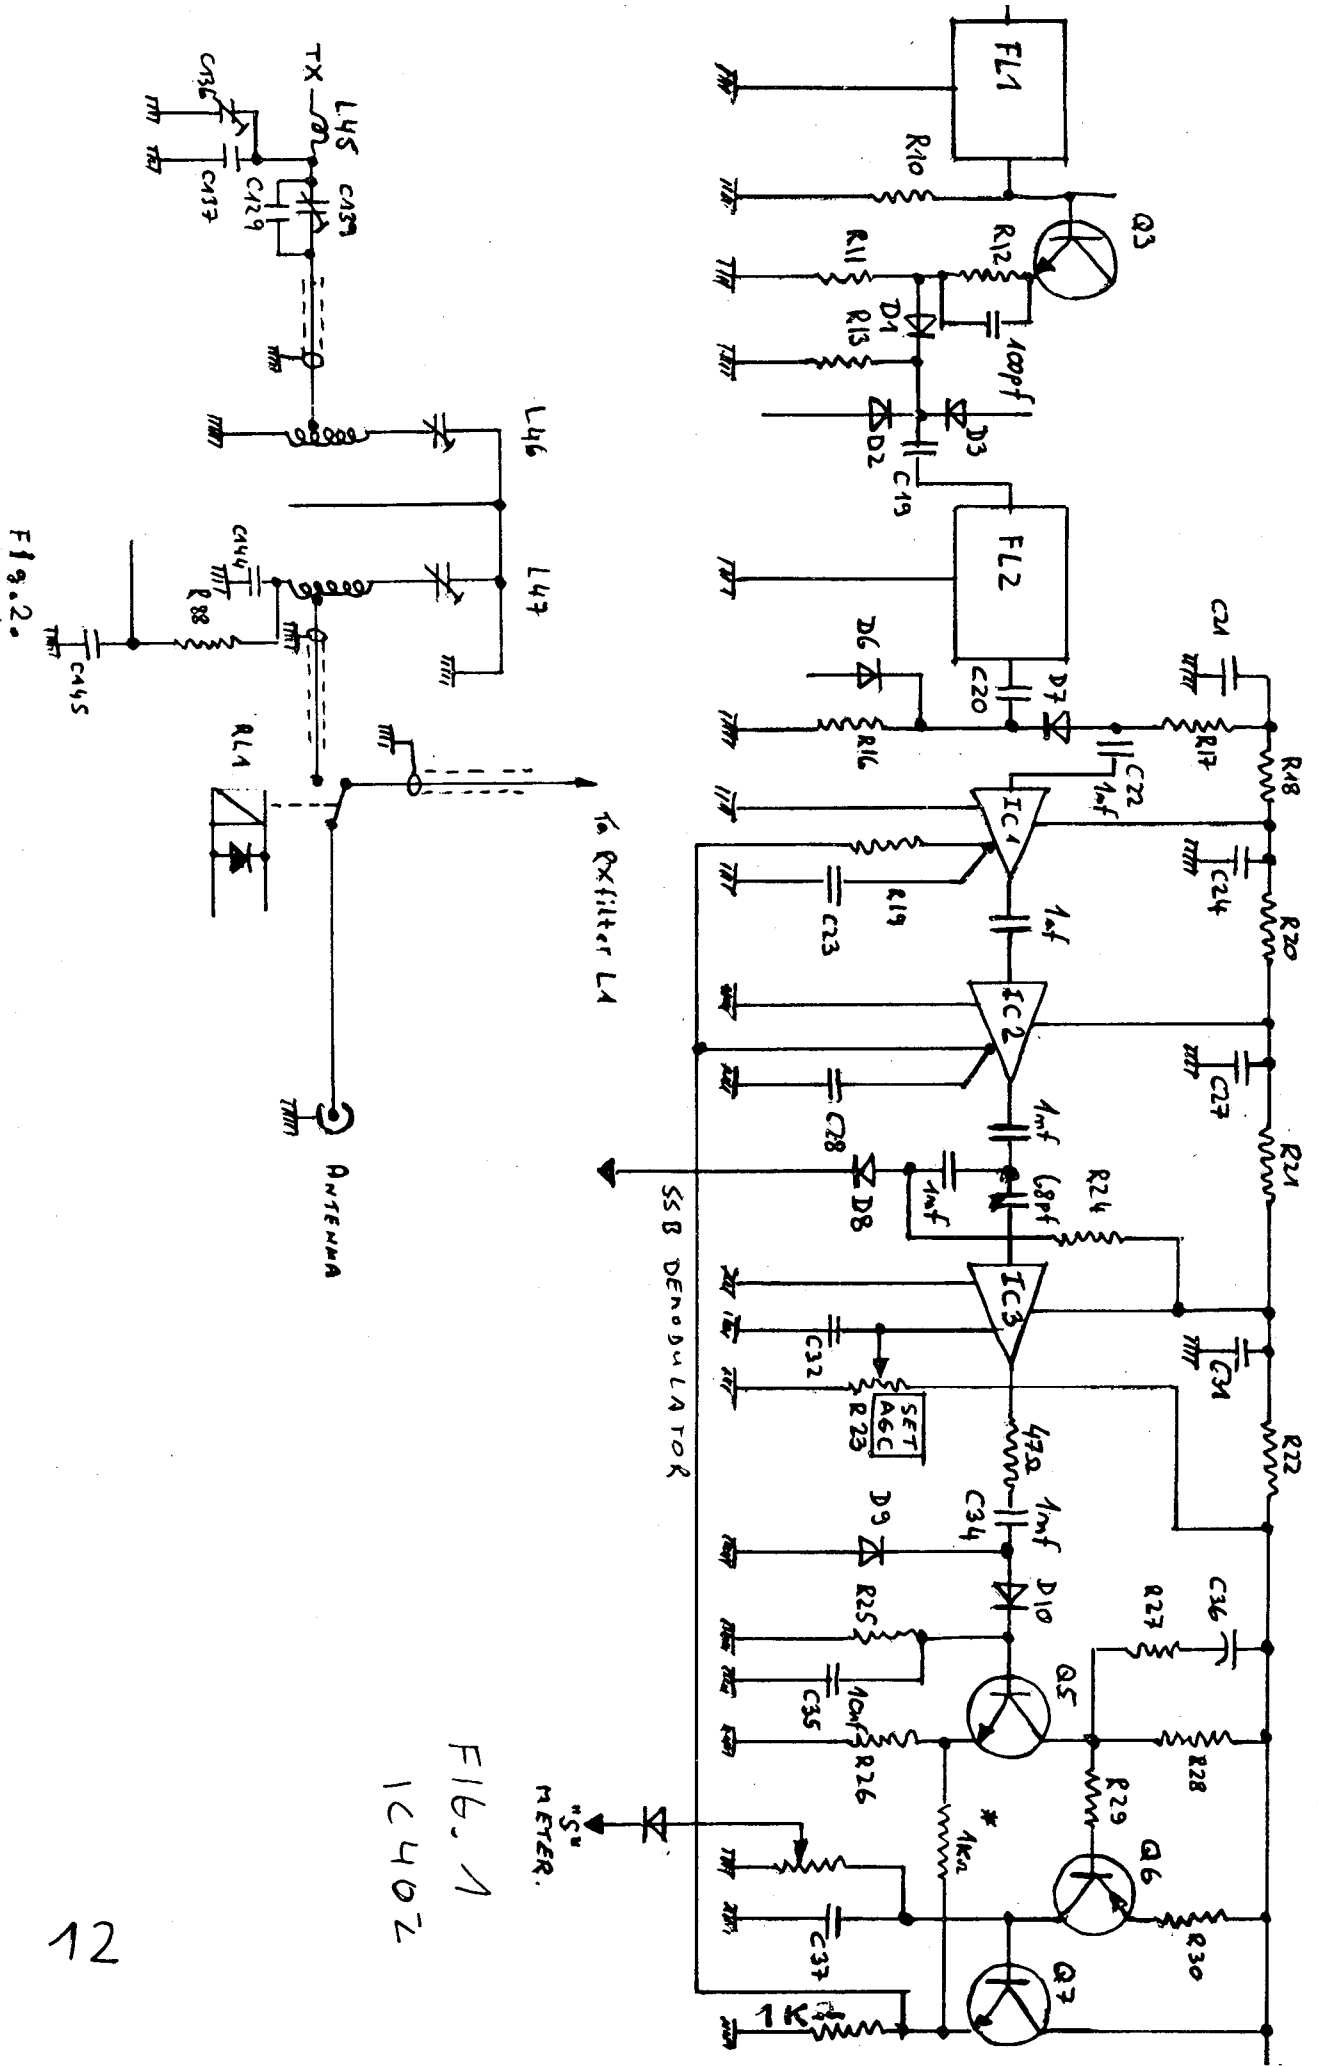 FL1
R10
Q3
R12
R11
100pf
D1
R13
D3
D2
C19
FL2
C21
D6
C20
D7
R16
R17
C22
1nf
R18
IC1
C24
R19
C23
1nf
R20
IC2
C27
C28
1nf
R21
68pf
R24
1nf
D8
SSB DEMODULATOR
IC3
C31
C32
SET
AGC
R23
R22
47Ω
1nf
C34
D9
D10
R25
C36
R27
Q5
10nf
C35
R28
R26
R29
*
1KΩ
Q6
R30
C37
Q7
1K
"S"
METER.
FIG. 1
IC402
TX
L45
C136
C137
C129
C139
L46
L47
C144
R88
C145
RL1
To RXfilter L1
ANTENNA
Fig.2.
12